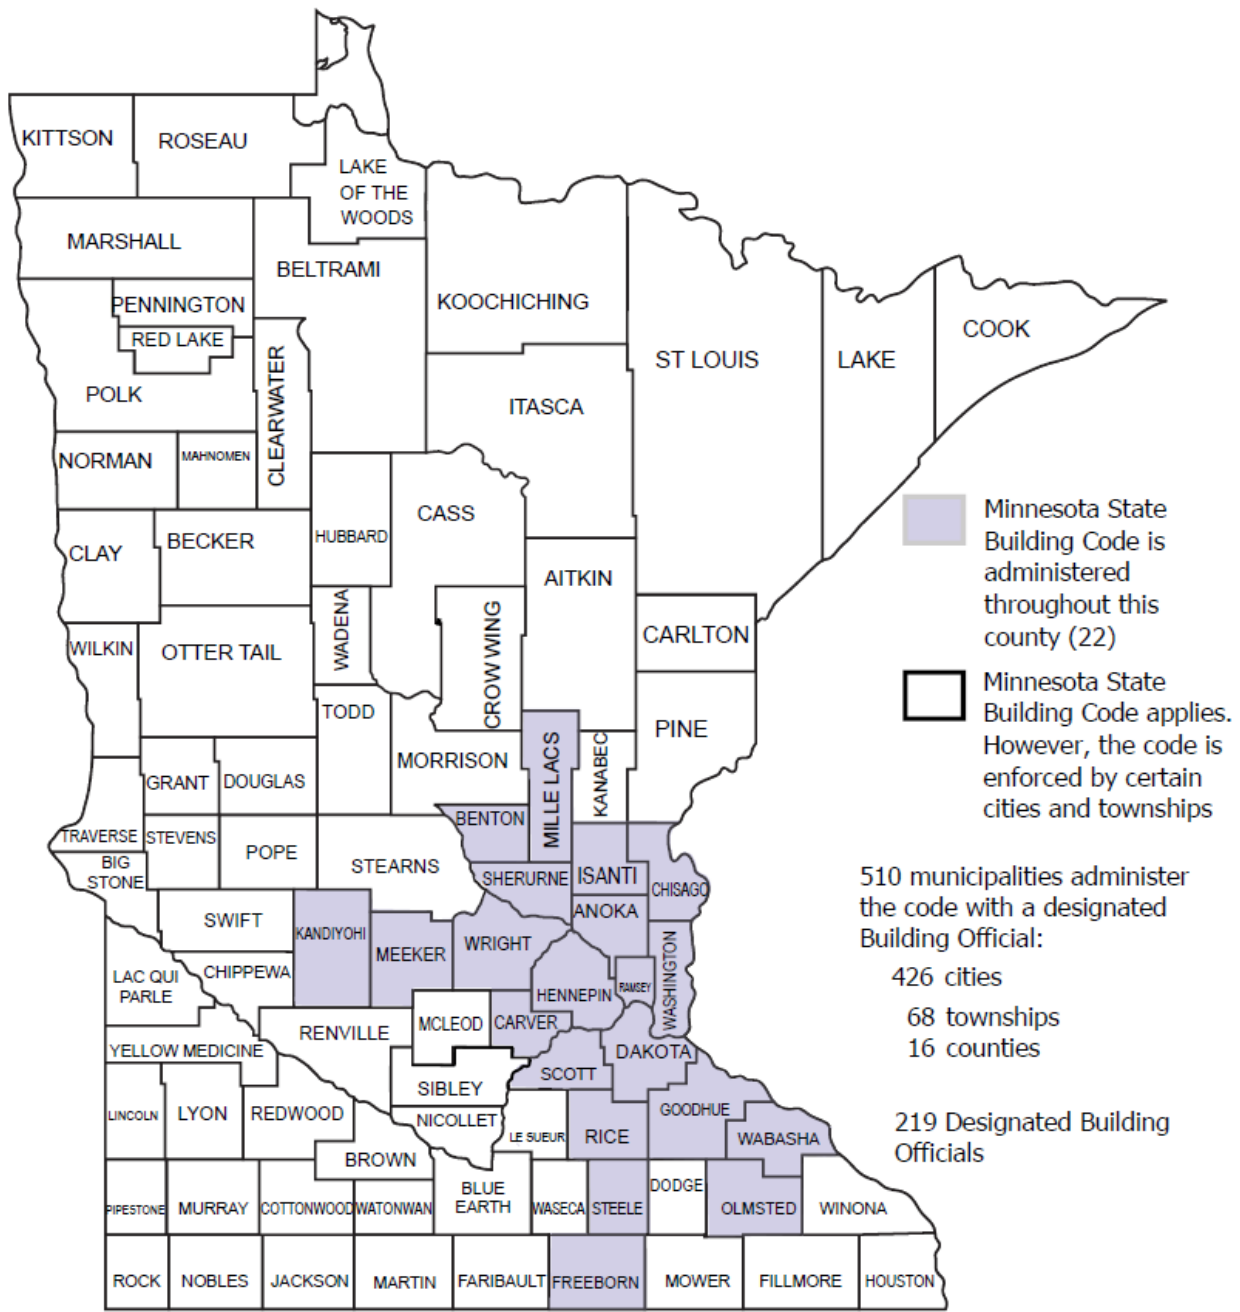 KITTSON
ROSEAU
LAKE
OF THE
WOODS
MARSHALL
BELTRAMI
KOOCHICHING
PENNINGTON
RED LAKE
POLK
CLEARWATER
ST LOUIS
LAKE
COOK
ITASCA
NORMAN
MAHNOMEN
CASS
HUBBARD
CLAY
BECKER
AITKIN
WADENA
CROW WING
CARLTON
WILKIN
OTTER TAIL
TODD
PINE
MORRISON
MILLE LACS
KANABEC
GRANT
DOUGLAS
BENTON
TRAVERSE
STEVENS
POPE
STEARNS
BIG
STONE
SHERURNE
ISANTI
CHISAGO
ANOKA
SWIFT
KANDIYOHI
MEEKER
WRIGHT
WASHINGTON
LAC QUI
PARLE
CHIPPEWA
HENNEPIN
RAMSEY
RENVILLE
MCLEOD
CARVER
YELLOW MEDICINE
DAKOTA
SCOTT
SIBLEY
LINCOLN
LYON
REDWOOD
NICOLLET
LE SUEUR
RICE
GOODHUE
WABASHA
BROWN
PIPESTONE
MURRAY
COTTONWOOD
WATONWAN
BLUE
EARTH
WASECA
STEELE
DODGE
OLMSTED
WINONA
ROCK
NOBLES
JACKSON
MARTIN
FARIBAULT
FREEBORN
MOWER
FILLMORE
HOUSTON
Minnesota State
Building Code is
administered
throughout this
county (22)
Minnesota State
Building Code applies.
However, the code is
enforced by certain
cities and townships
510 municipalities administer
the code with a designated
Building Official:
426 cities
68 townships
16 counties
219 Designated Building
Officials